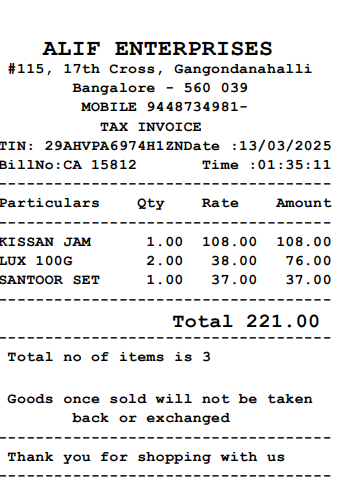 ALIF ENTERPRISES
#115, 17th Cross, Gangondanahalli
Bangalore - 560 039
MOBILE 9448734981-
TAX INVOICE
TIN: 29AHVPA6974H1ZNDate :13/03/2025
BillNo:CA 15812 Time :01:35:11
Particulars Qty Rate Amount
KISSAN JAM 1.00 108.00 108.00
LUX 100G 2.00 38.00 76.00
SANTOOR SET 1.00 37.00 37.00
Total 221.00
Total no of items is 3
Goods once sold will not be taken
back or exchanged
Thank you for shopping with us